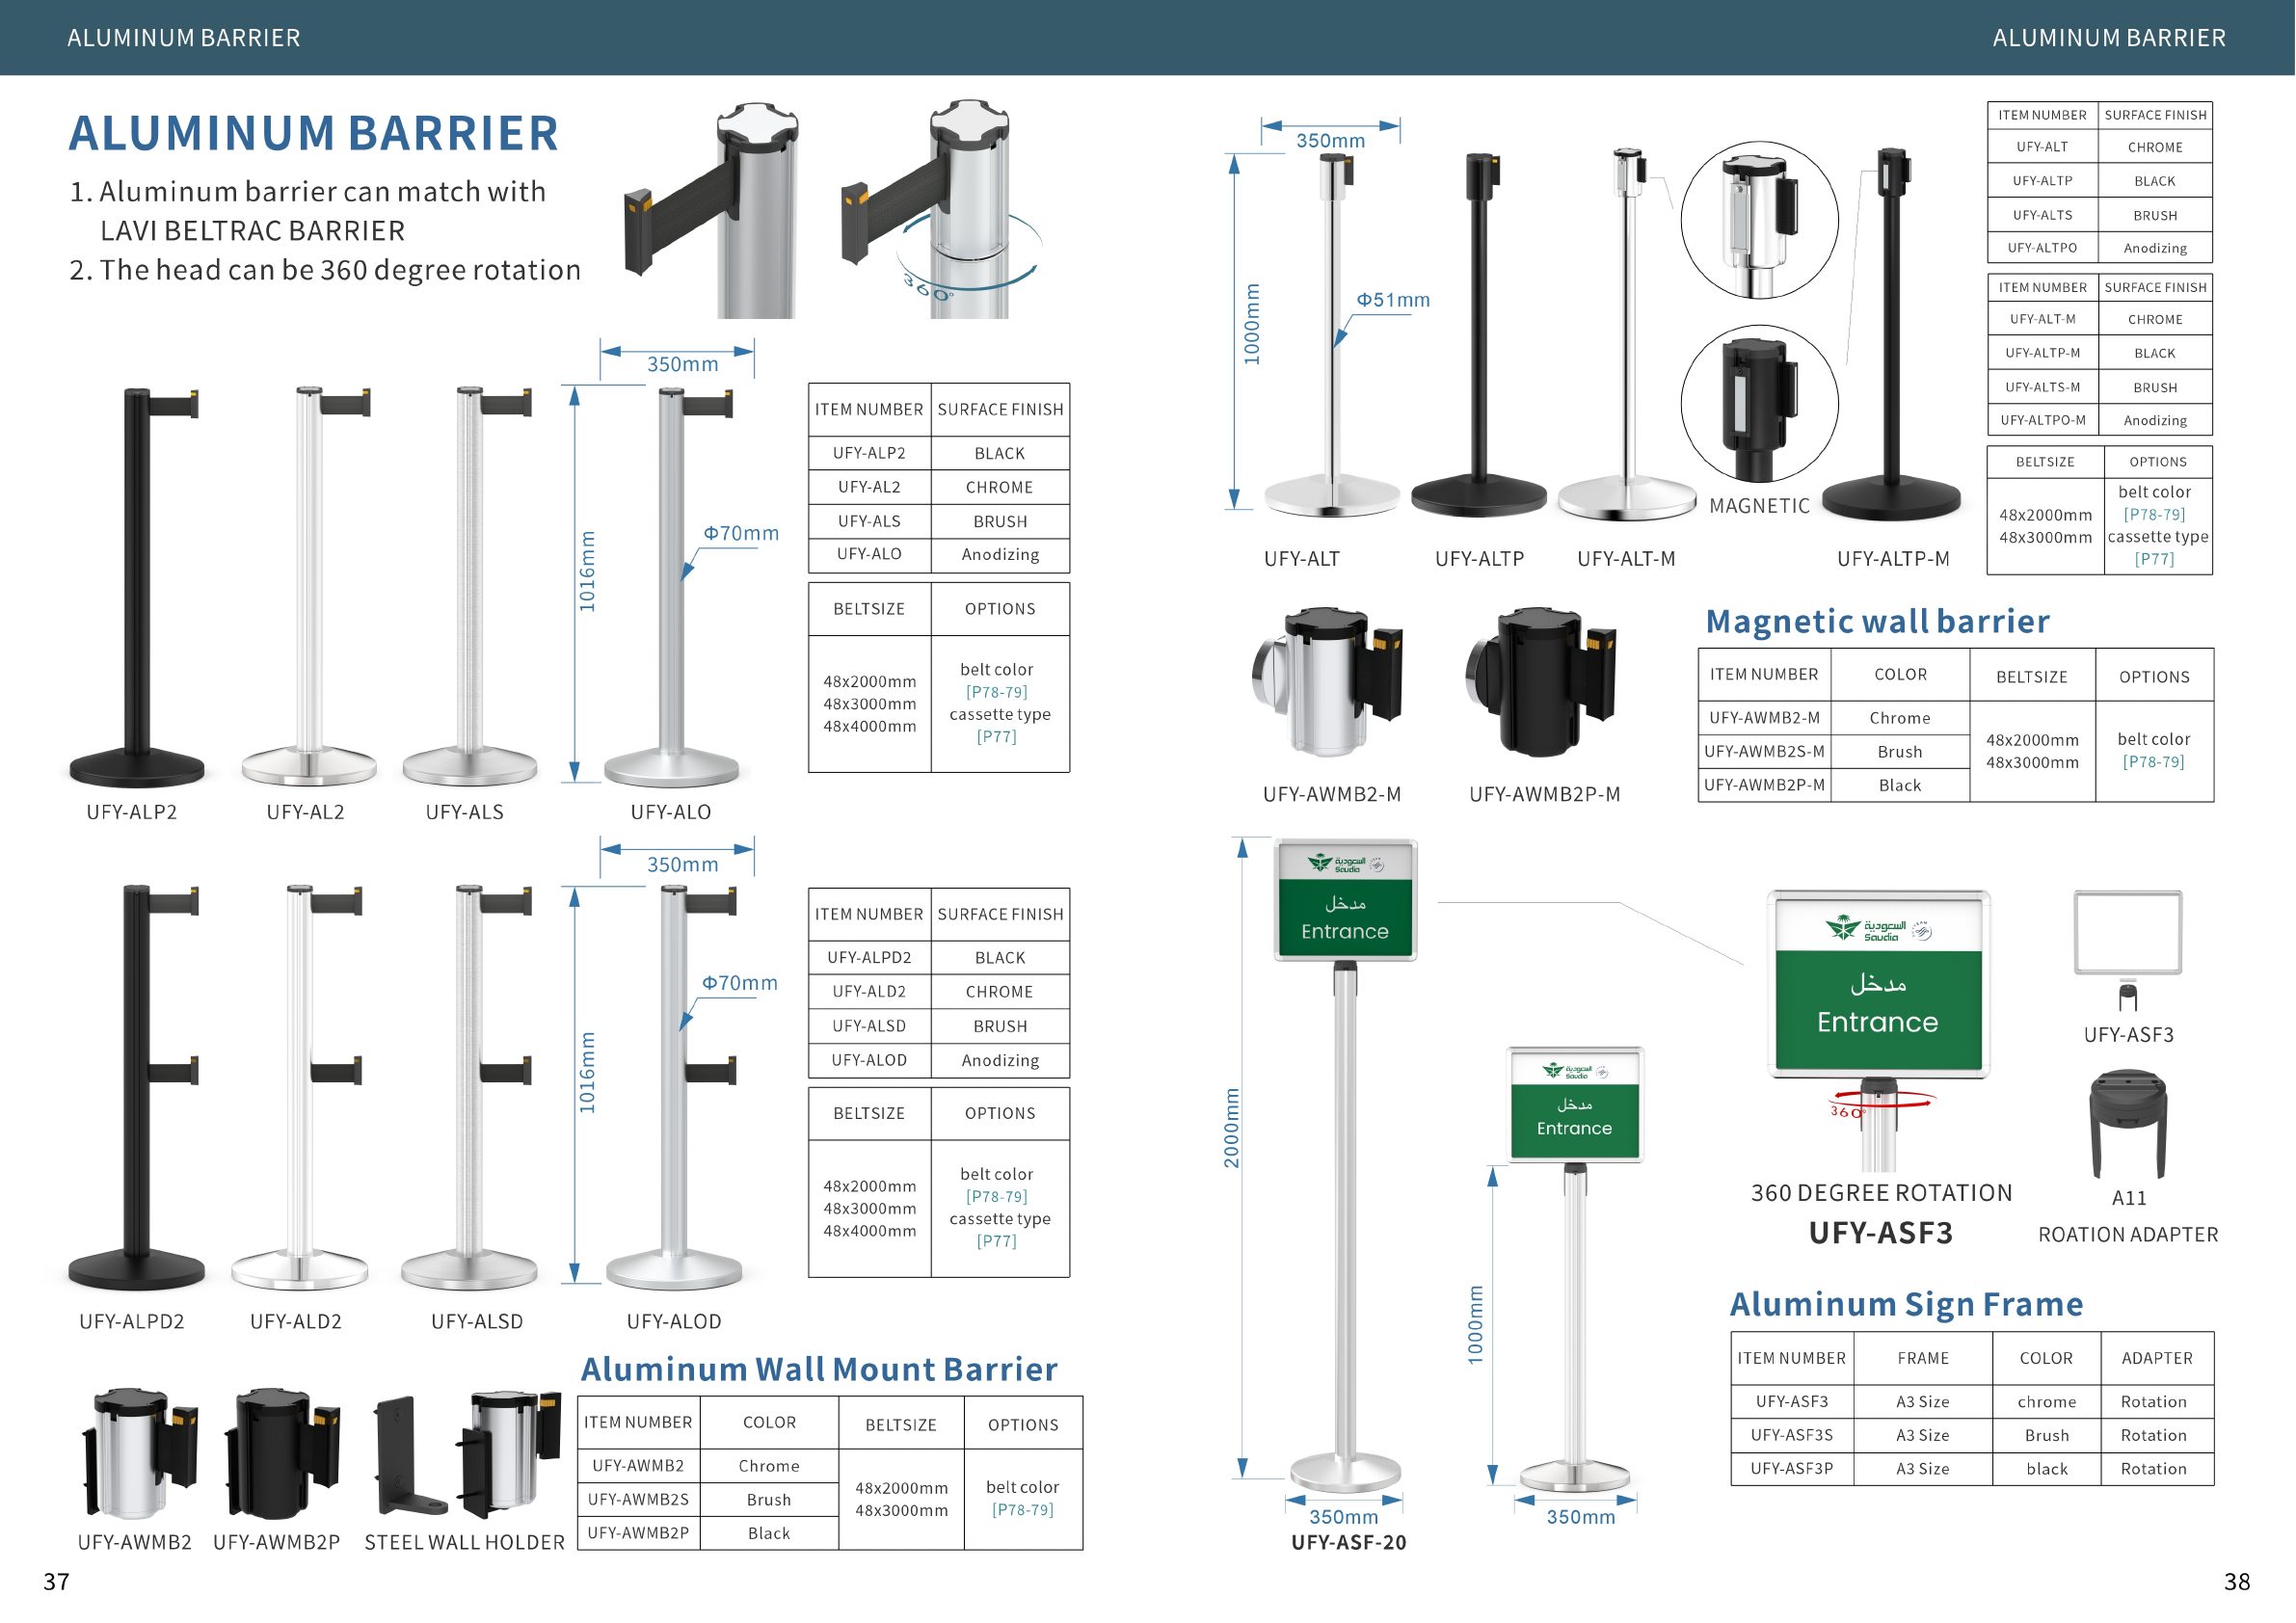 ALUMINUM BARRIER
ALUMINUM BARRIER
ALUMINUM BARRIER
1. Aluminum barrier can match with
LAVI BELTRAC BARRIER
2. The head can be 360 degree rotation
360°
350mm
1016mm
Φ70mm
UFY-ALP2
UFY-AL2
UFY-ALS
UFY-ALO
ITEM NUMBER SURFACE FINISH
UFY-ALP2 BLACK
UFY-AL2 CHROME
UFY-ALS BRUSH
UFY-ALO Anodizing
BELTSIZE OPTIONS
48x2000mm
48x3000mm
48x4000mm
belt color
[P78-79]
cassette type
[P77]
350mm
1016mm
Φ70mm
UFY-ALPD2
UFY-ALD2
UFY-ALSD
UFY-ALOD
ITEM NUMBER SURFACE FINISH
UFY-ALPD2 BLACK
UFY-ALD2 CHROME
UFY-ALSD BRUSH
UFY-ALOD Anodizing
BELTSIZE OPTIONS
48x2000mm
48x3000mm
48x4000mm
belt color
[P78-79]
cassette type
[P77]
UFY-AWMB2
UFY-AWMB2P
STEEL WALL HOLDER
Aluminum Wall Mount Barrier
ITEM NUMBER COLOR BELTSIZE OPTIONS
UFY-AWMB2 Chrome
UFY-AWMB2S Brush
UFY-AWMB2P Black
48x2000mm
48x3000mm
belt color
[P78-79]
37
350mm
1000mm
Φ51mm
MAGNETIC
UFY-ALT
UFY-ALTP
UFY-ALT-M
UFY-ALTP-M
ITEM NUMBER SURFACE FINISH
UFY-ALT CHROME
UFY-ALTP BLACK
UFY-ALTS BRUSH
UFY-ALTPO Anodizing
ITEM NUMBER SURFACE FINISH
UFY-ALT-M CHROME
UFY-ALTP-M BLACK
UFY-ALTS-M BRUSH
UFY-ALTPO-M Anodizing
BELTSIZE OPTIONS
48x2000mm
48x3000mm
belt color
[P78-79]
cassette type
[P77]
UFY-AWMB2-M
UFY-AWMB2P-M
Magnetic wall barrier
ITEM NUMBER COLOR BELTSIZE OPTIONS
UFY-AWMB2-M Chrome
UFY-AWMB2S-M Brush
UFY-AWMB2P-M Black
48x2000mm
48x3000mm
belt color
[P78-79]
السعودية
Saudia
مدخل
Entrance
2000mm
350mm
UFY-ASF-20
السعودية
Saudia
مدخل
Entrance
1000mm
350mm
السعودية
Saudia
مدخل
Entrance
360°
360 DEGREE ROTATION
UFY-ASF3
UFY-ASF3
A11
ROATION ADAPTER
Aluminum Sign Frame
ITEM NUMBER FRAME COLOR ADAPTER
UFY-ASF3 A3 Size chrome Rotation
UFY-ASF3S A3 Size Brush Rotation
UFY-ASF3P A3 Size black Rotation
38